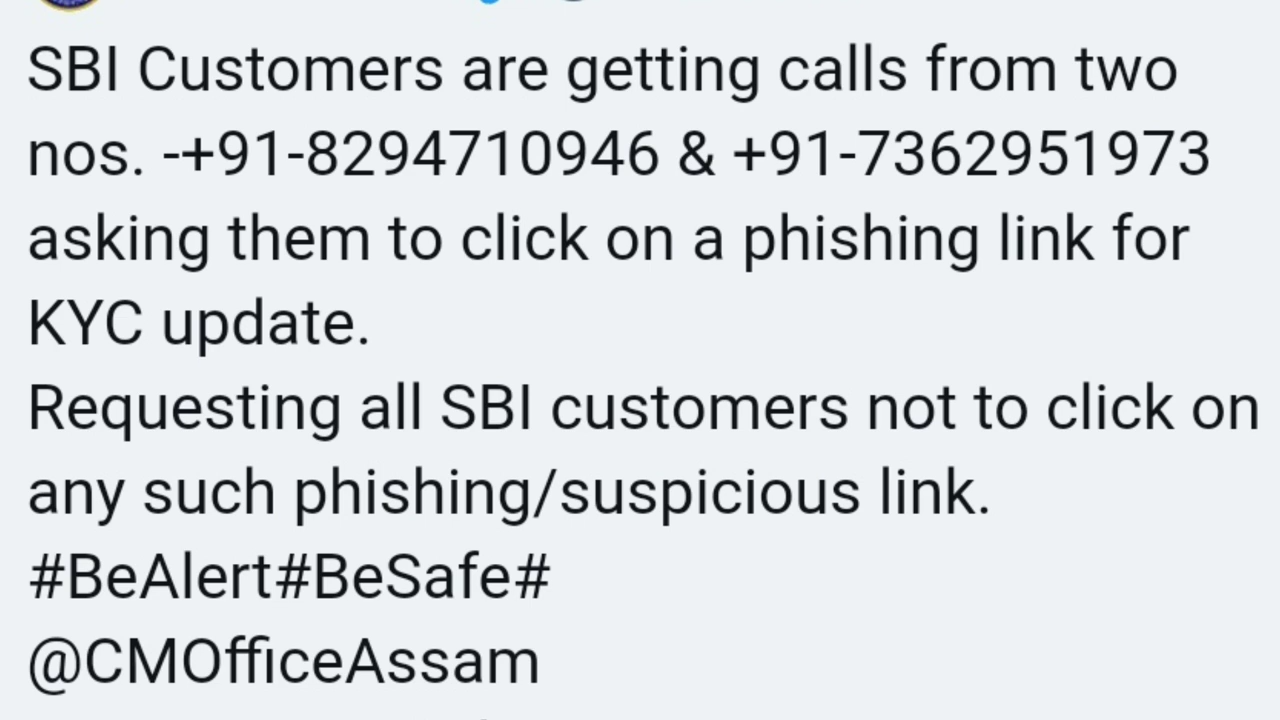 SBI Customers are getting calls from two
nos. -+91-8294710946 & +91-7362951973
asking them to click on a phishing link for
KYC update.
Requesting all SBI customers not to click on
any such phishing/suspicious link.
#BeAlert#BeSafe#
@CMOfficeAssam